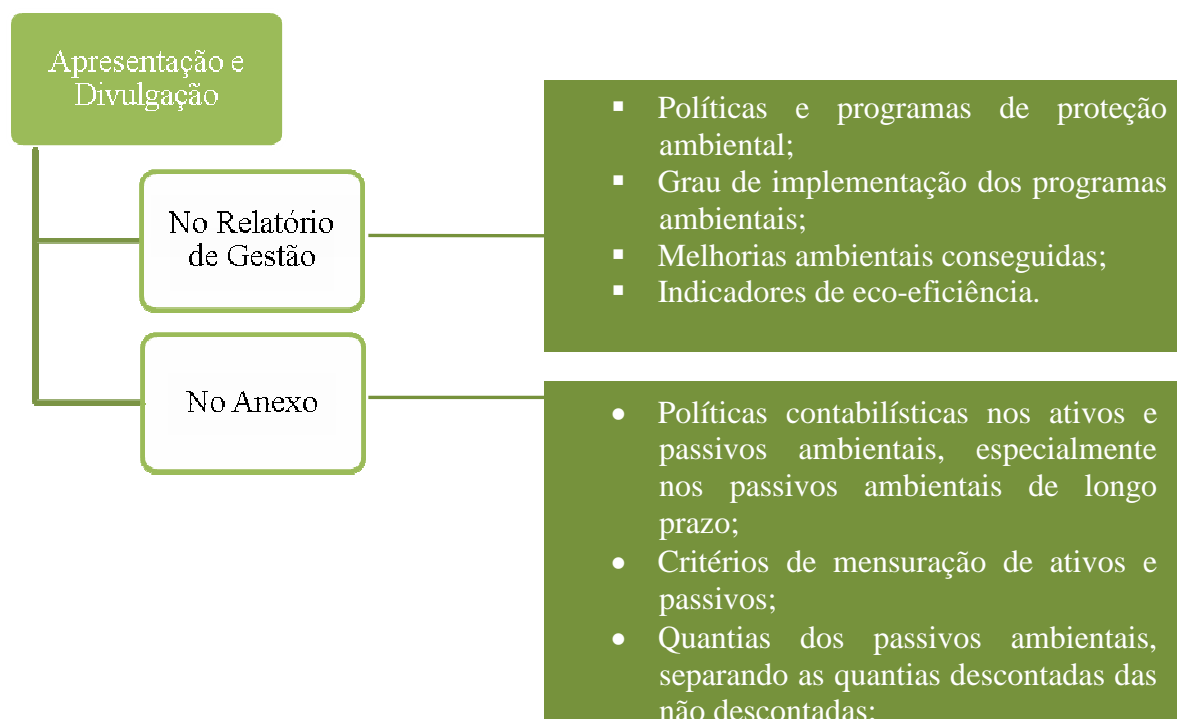 Apresentação e
Divulgação
No Relatório
de Gestão
▪ Políticas e programas de proteção
ambiental;
▪ Grau de implementação dos programas
ambientais;
▪ Melhorias ambientais conseguidas;
▪ Indicadores de eco-eficiência.
No Anexo
• Políticas contabilísticas nos ativos e
passivos ambientais, especialmente
nos passivos ambientais de longo
prazo;
• Critérios de mensuração de ativos e
passivos;
• Quantias dos passivos ambientais,
separando as quantias descontadas das
não descontadas;